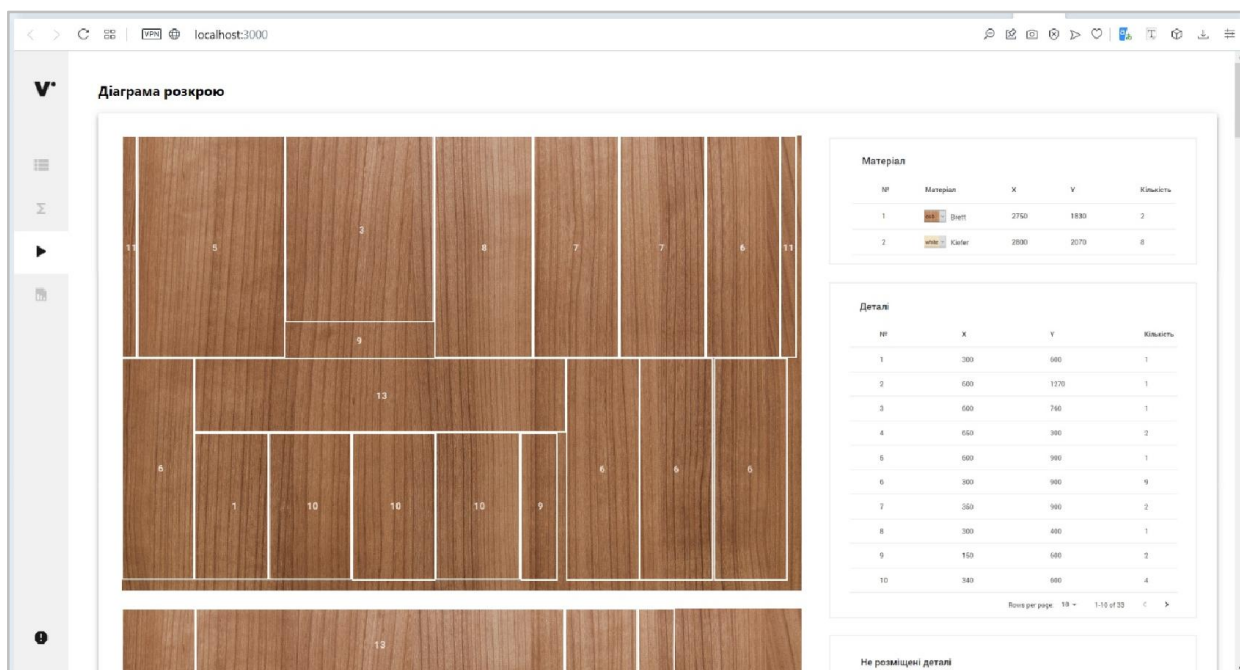 VPN localhost:3000
V
Діаграма розкрою
11 5 3 8 7 7 6 11
9
13
6 6 6 6
1 10 10 10 9
13
Матеріал
№ Матеріал X Y Кількість
1 Brett 2750 1830 2
2 white Kiefer 2800 2070 8
Деталі
№ X Y Кількість
1 300 600 1
2 600 1270 1
3 600 760 1
4 650 300 2
5 600 900 1
6 300 900 9
7 350 900 2
8 300 400 1
9 150 600 2
10 340 600 4
Rows per page: 10 1-10 of 33
Не розміщені деталі